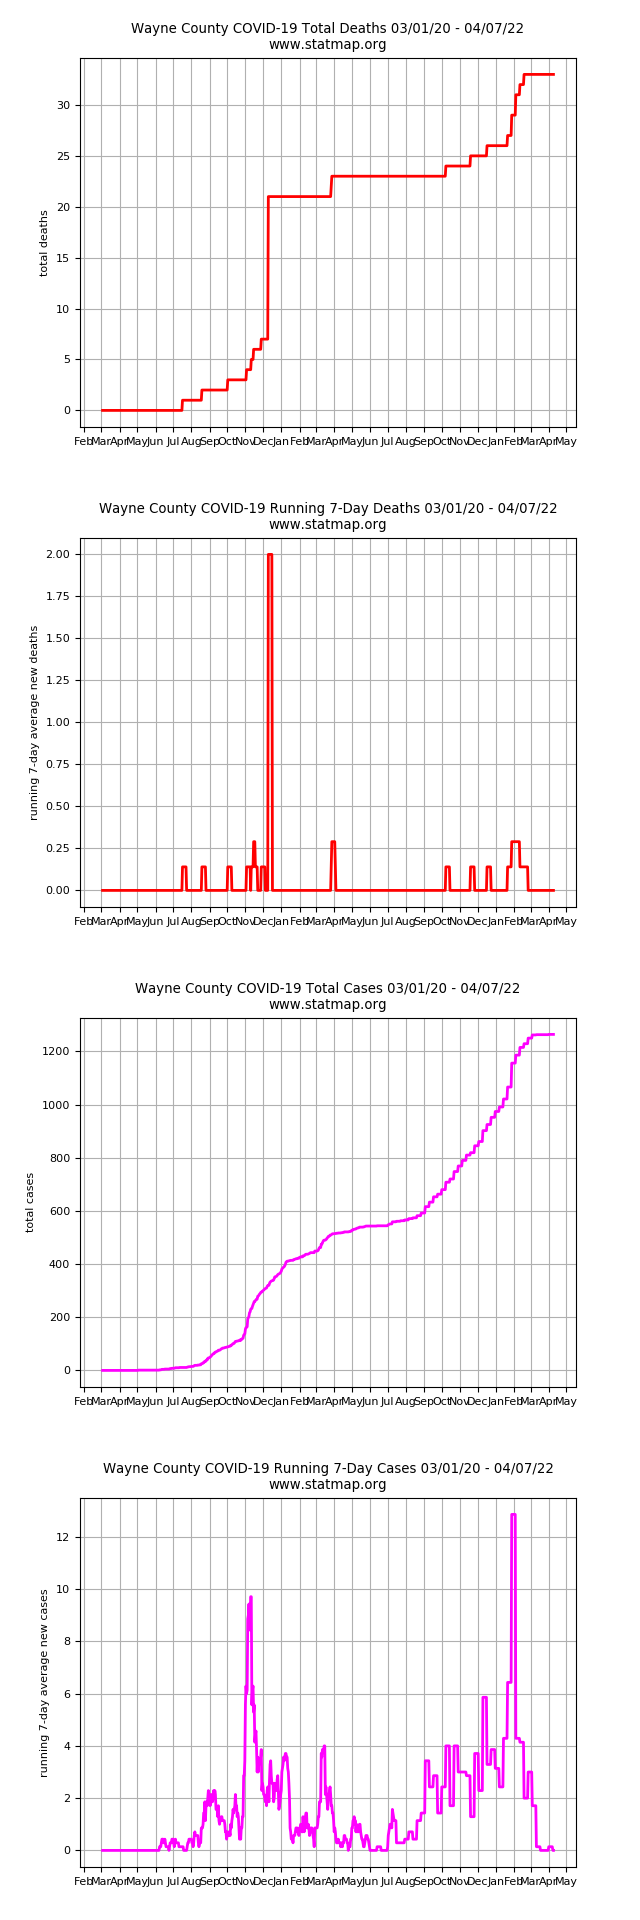 Wayne County COVID-19 Total Deaths 03/01/20 - 04/07/22
www.statmap.org
30
25
20
15
10
5
0
total deaths
Feb Mar Apr May Jun Jul Aug Sep Oct Nov Dec Jan Feb Mar Apr May Jun Jul Aug Sep Oct Nov Dec Jan Feb Mar Apr May
Wayne County COVID-19 Running 7-Day Deaths 03/01/20 - 04/07/22
www.statmap.org
2.00
1.75
1.50
1.25
1.00
0.75
0.50
0.25
0.00
running 7-day average new deaths
Feb Mar Apr May Jun Jul Aug Sep Oct Nov Dec Jan Feb Mar Apr May Jun Jul Aug Sep Oct Nov Dec Jan Feb Mar Apr May
Wayne County COVID-19 Total Cases 03/01/20 - 04/07/22
www.statmap.org
1200
1000
800
600
400
200
0
total cases
Feb Mar Apr May Jun Jul Aug Sep Oct Nov Dec Jan Feb Mar Apr May Jun Jul Aug Sep Oct Nov Dec Jan Feb Mar Apr May
Wayne County COVID-19 Running 7-Day Cases 03/01/20 - 04/07/22
www.statmap.org
12
10
8
6
4
2
0
running 7-day average new cases
Feb Mar Apr May Jun Jul Aug Sep Oct Nov Dec Jan Feb Mar Apr May Jun Jul Aug Sep Oct Nov Dec Jan Feb Mar Apr May